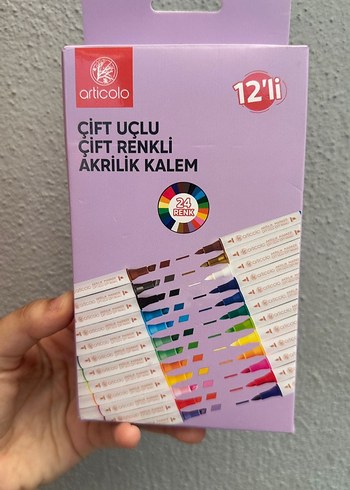 articolo
12'li
ÇİFT UÇLU
ÇİFT RENKLİ
AKRİLİK KALEM
24
RENK